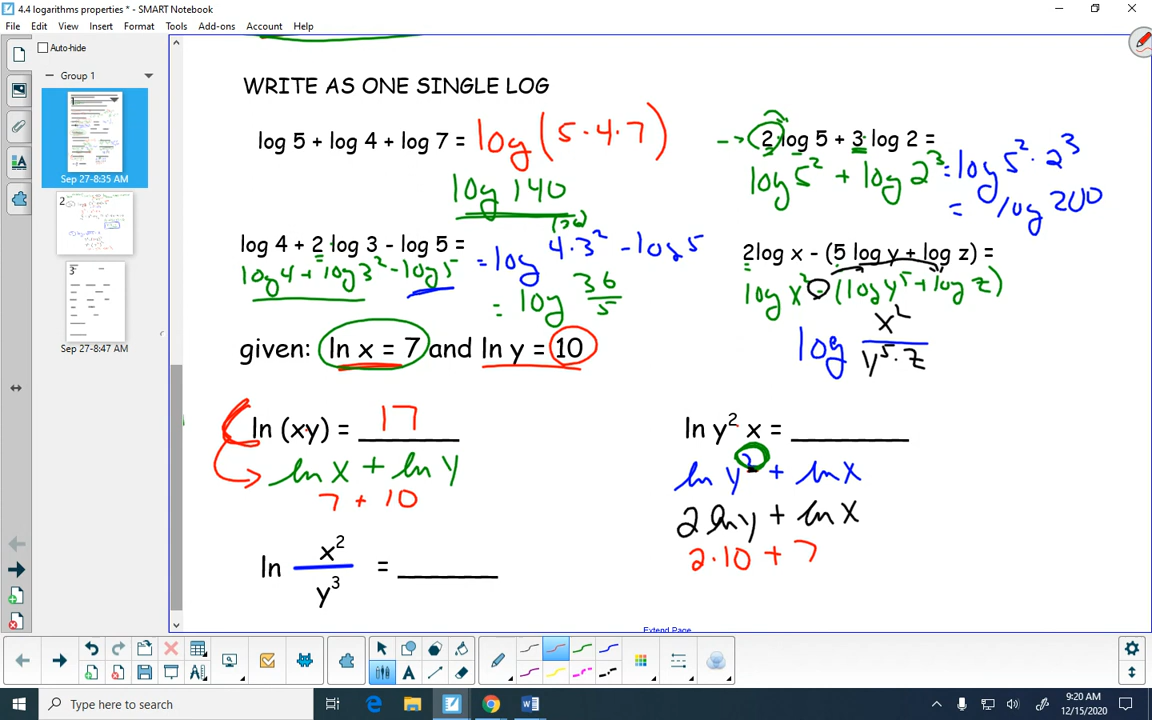 4.4 logarithms properties * - SMART Notebook
File Edit View Insert Format Tools Add-ons Account Help
Auto-hide
Group 1
1
Sep 27-8:35 AM
2
3
Sep 27-8:47 AM
WRITE AS ONE SINGLE LOG
log 5 + log 4 + log 7 = log (5·4·7)
log 140
→ 2 log 5 + 3 log 2 =
log 5² + log 2³ = log 5² · 2³
= log 200
log 4 + 2 log 3 - log 5 = = log 4·3² - log 5
(36)
log 4 + log 3² - log 5
= log 36/5
2log x - (5 log y + log z) =
log x² - (log y⁵ + log z)
log x² / y⁵ · z
given: ln x = 7 and ln y = 10
ln (xy) = 17
ln x + ln y
7 + 10
ln y² x = ________
ln y² + ln x
2 ln y + ln x
2·10 + 7
ln x² / y³ = ________
Extend Page
Type here to search
9:20 AM
12/15/2020